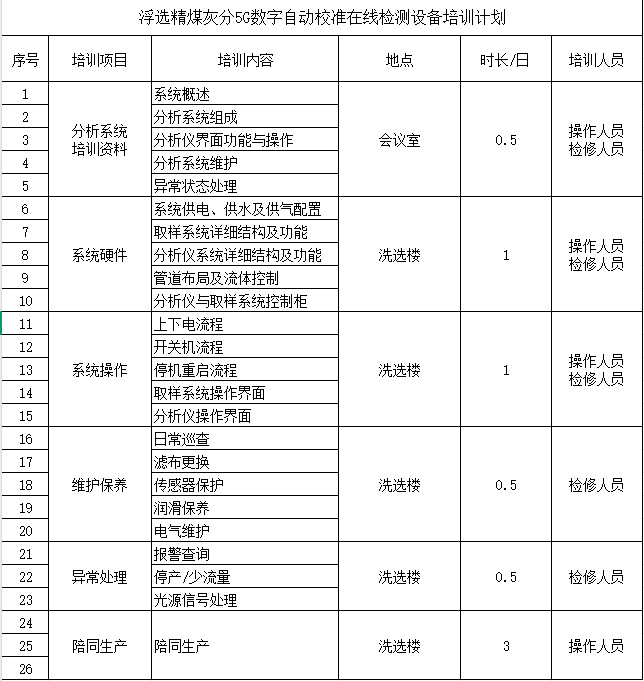 浮选精煤灰分5G数字自动校准在线检测设备培训计划
序号 培训项目 培训内容 地点 时长/日 培训人员
1 系统概述
2 分析系统组成
3 分析系统培训资料 分析仪界面功能与操作 会议室 0.5 操作人员 检修人员
4 分析系统维护
5 异常状态处理
6 系统供电、供水及供气配置
7 取样系统详细结构及功能
8 系统硬件 分析仪系统详细结构及功能 洗选楼 1 操作人员 检修人员
9 管道布局及流体控制
10 分析仪与取样系统控制柜
11 上下电流程
12 开关机流程
13 系统操作 停机重启流程 洗选楼 1 操作人员 检修人员
14 取样系统操作界面
15 分析仪操作界面
16 日常巡查
17 滤布更换
18 维护保养 传感器保护 洗选楼 0.5 检修人员
19 润滑保养
20 电气维护
21 报警查询
22 异常处理 停产/少流量 洗选楼 0.5 检修人员
23 光源信号处理
24
25 陪同生产 陪同生产 洗选楼 3 操作人员
26